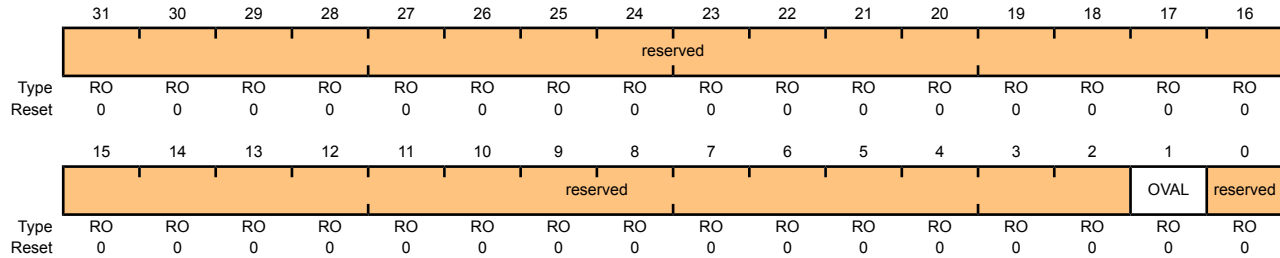 31 30 29 28 27 26 25 24 23 22 21 20 19 18 17 16
reserved
Type RO RO RO RO RO RO RO RO RO RO RO RO RO RO RO RO
Reset 0 0 0 0 0 0 0 0 0 0 0 0 0 0 0 0
15 14 13 12 11 10 9 8 7 6 5 4 3 2 1 0
reserved OVAL reserved
Type RO RO RO RO RO RO RO RO RO RO RO RO RO RO RO RO
Reset 0 0 0 0 0 0 0 0 0 0 0 0 0 0 0 0